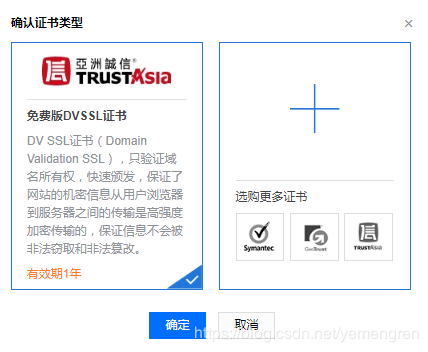 确认证书类型
亞洲誠信®
TRUSTAsia
免费版DVSSL证书
DV SSL证书（Domain
Validation SSL），只验证域
名所有权，快速颁发，保证了
网站的机密信息从用户浏览器
到服务器之间的传输是高强度
加密传输的，保证信息不会被
非法窃取和非法篡改。
有效期1年
选购更多证书
Symantec
GeoTrust
TRUSTAsia
确定
取消
https://blog.csdn.net/yemengren